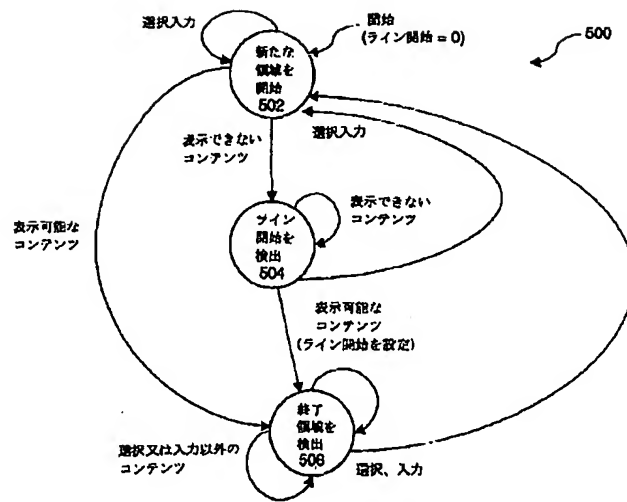 選択入力
開始
(ライン開始 = 0)
500
新たな
領域を
開始
502
表示できない
コンテンツ
選択入力
表示可能な
コンテンツ
表示できない
コンテンツ
ライン
開始を
検出
504
表示可能な
コンテンツ
(ライン開始を設定)
終了
領域を
検出
506
選択又は入力以外の
コンテンツ
選択、入力